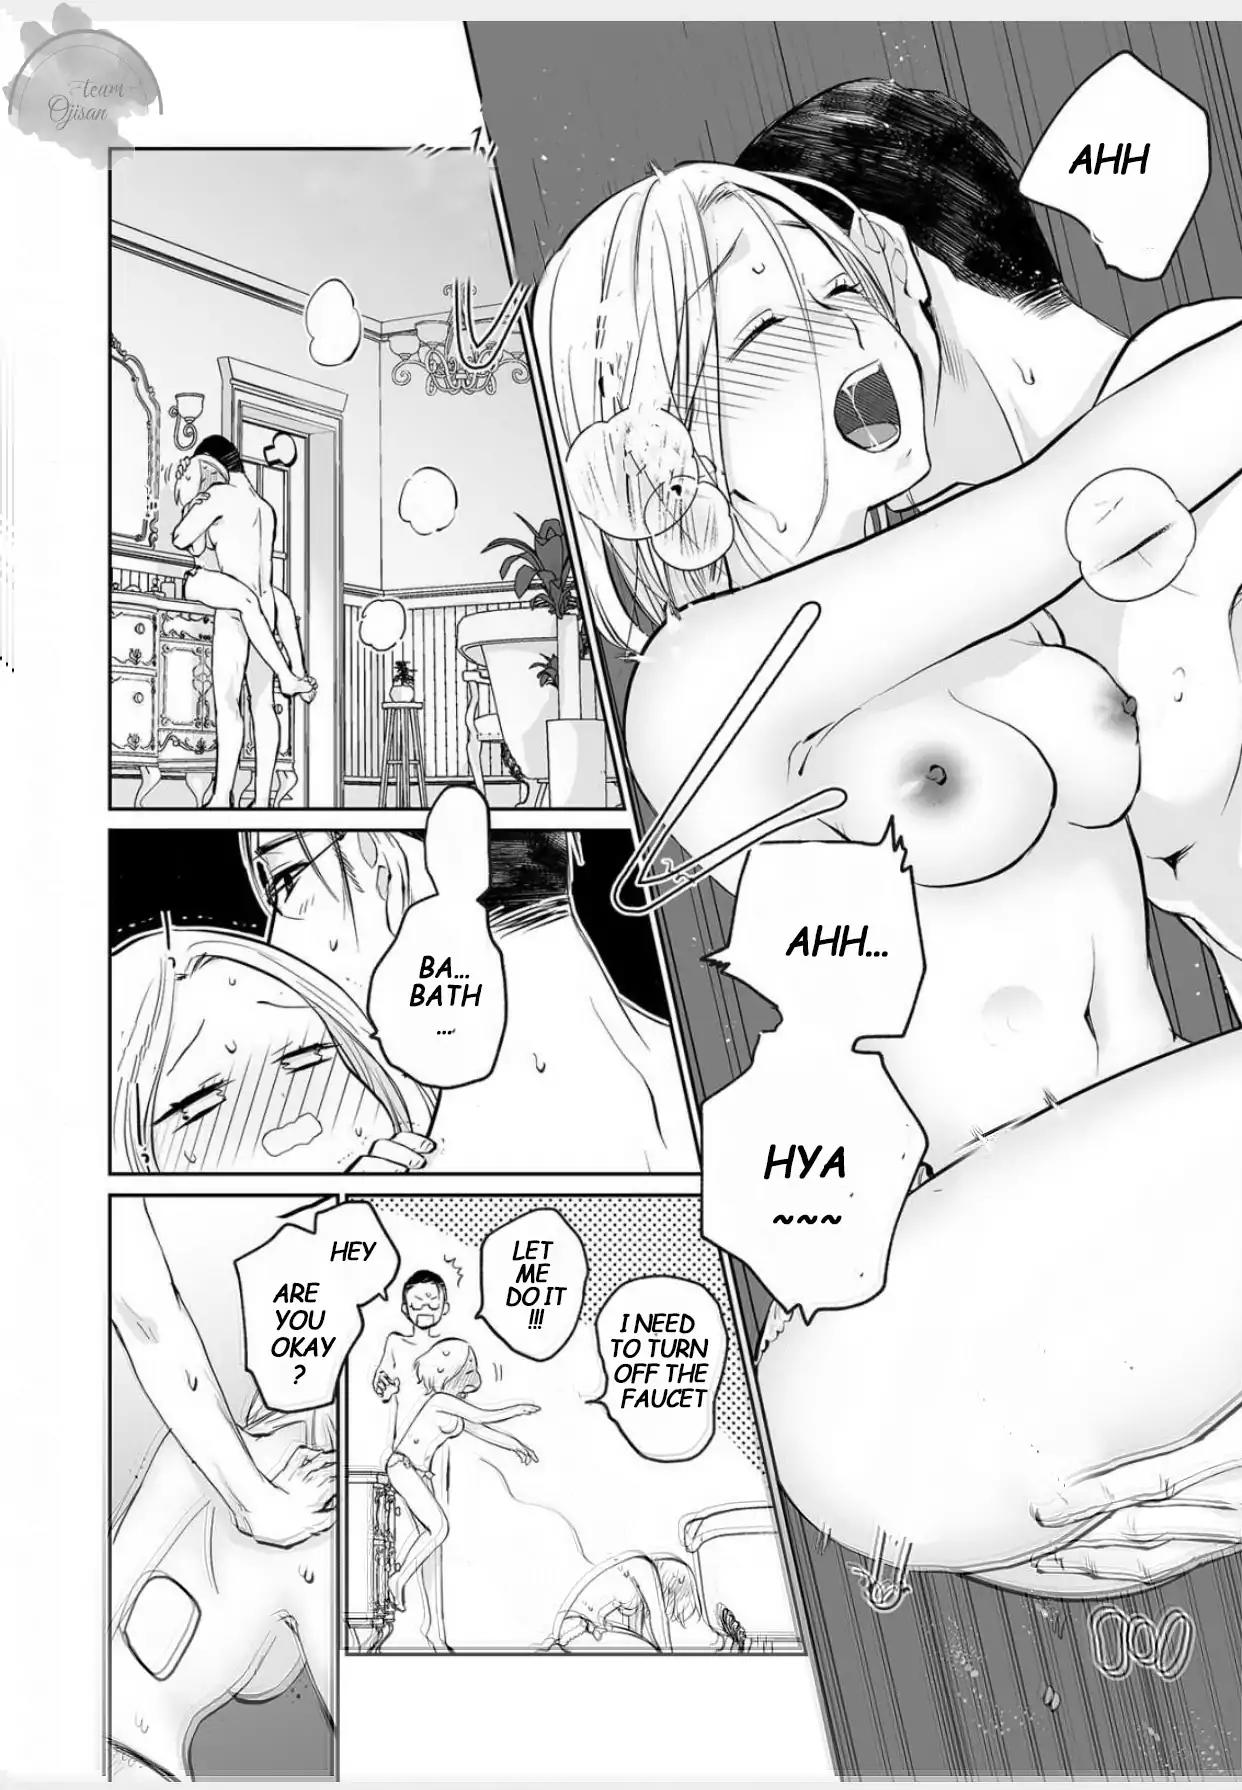 team
Ojisan
AHH
AHH...
HYA
~~~
BA...
BATH
...
I NEED
TO TURN
OFF THE
FAUCET
LET
ME
DO IT
!!!
HEY
ARE
YOU
OKAY
?